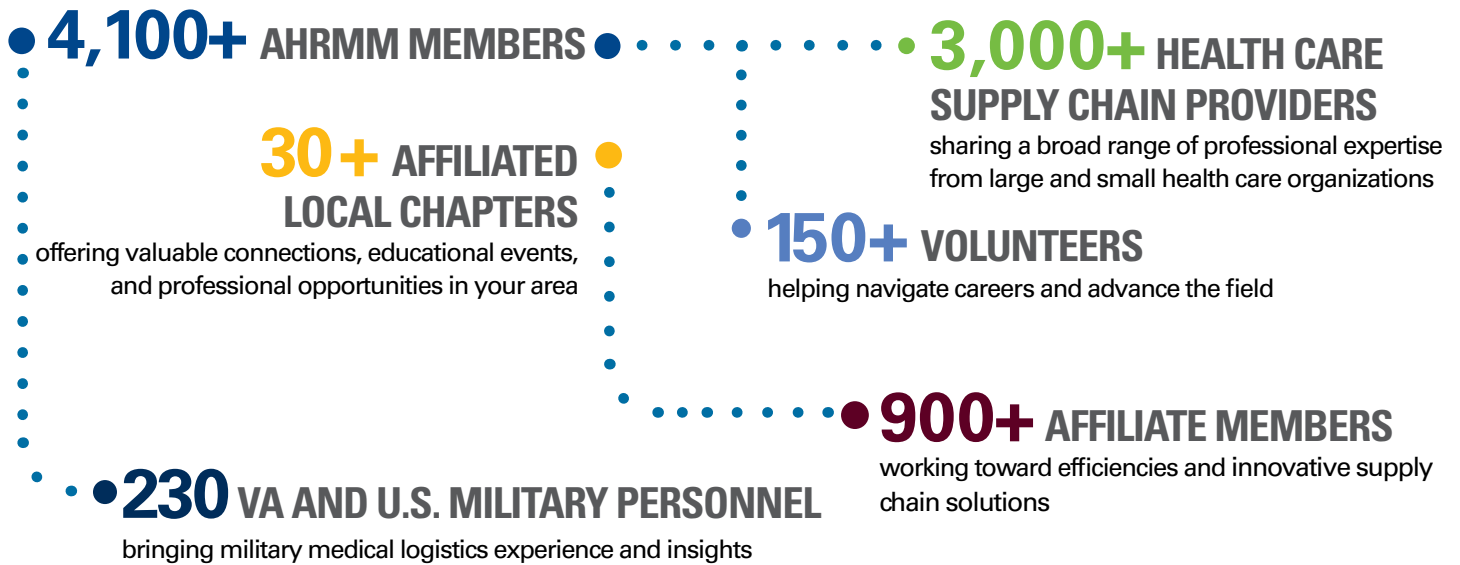 4,100+ AHRMM MEMBERS
3,000+ HEALTH CARE
SUPPLY CHAIN PROVIDERS
sharing a broad range of professional expertise
from large and small health care organizations
30+ AFFILIATED
LOCAL CHAPTERS
offering valuable connections, educational events,
and professional opportunities in your area
150+ VOLUNTEERS
helping navigate careers and advance the field
900+ AFFILIATE MEMBERS
working toward efficiencies and innovative supply
chain solutions
230 VA AND U.S. MILITARY PERSONNEL
bringing military medical logistics experience and insights